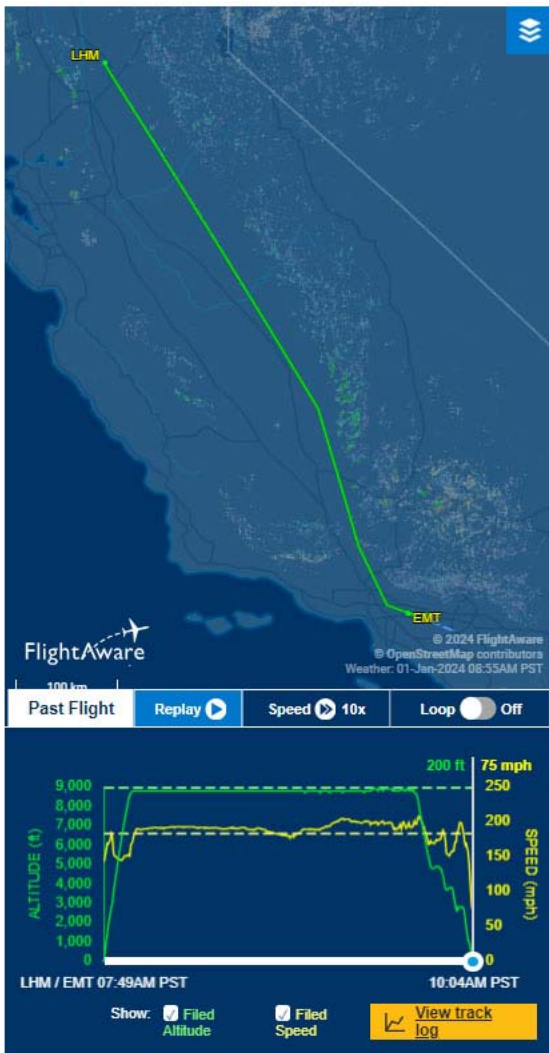 LHM
EMT
FlightAware
© 2024 FlightAware
© OpenStreetMap contributors
Weather: 01-Jan-2024 08:55AM PST
100 km
Past Flight
Replay
Speed 10x
Loop Off
200 ft 75 mph
9,000 250
8,000
7,000 200
6,000
5,000 150
4,000
3,000 100
2,000 50
1,000
0 0
ALTITUDE (ft)
SPEED (mph)
LHM / EMT 07:49AM PST 10:04AM PST
Show: Filed Altitude
Filed Speed
View track log